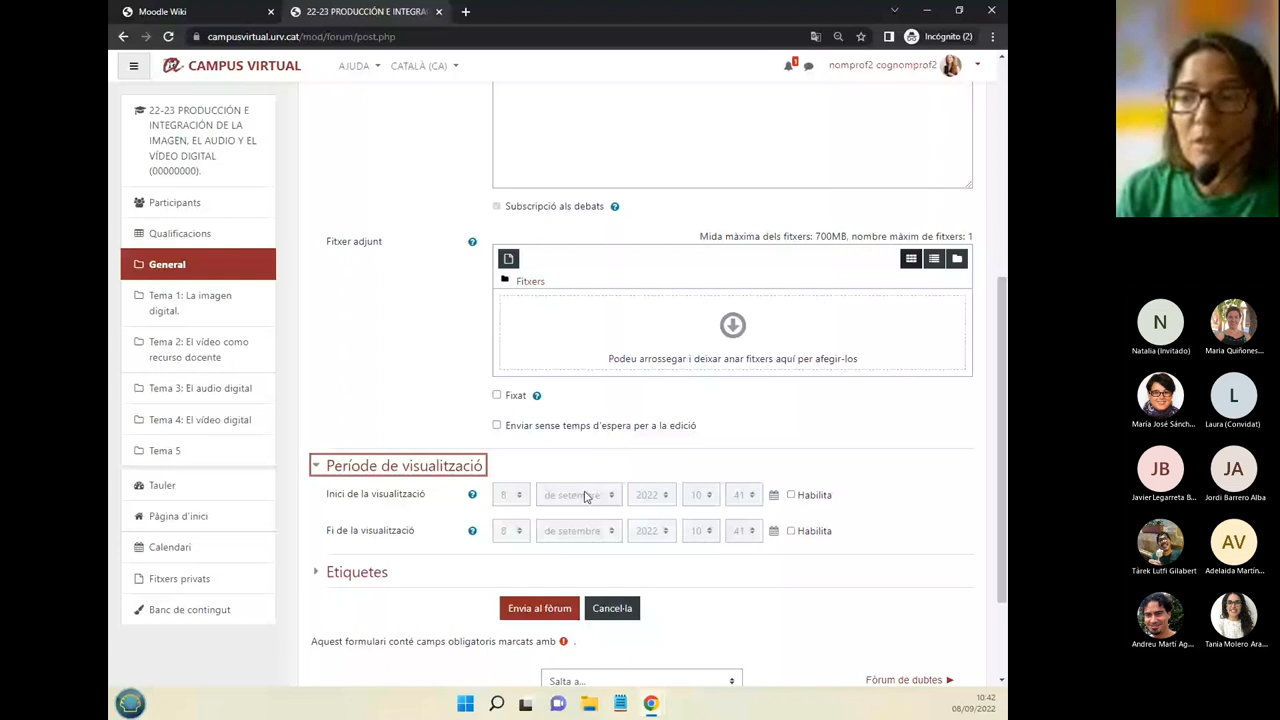 Moodle Wiki
22-23 PRODUCCIÓN E INTEGRA
campusvirtual.urv.cat/mod/forum/post.php
Incógnito (2)
CAMPUS VIRTUAL
AJUDA
CATALÀ (CA)
1
nomprof2 cognomprof2
22-23 PRODUCCIÓN E
INTEGRACIÓN DE LA
IMAGEN, EL AUDIO Y EL
VÍDEO DIGITAL
(00000000).
Participants
Qualificacions
General
Tema 1: La imagen
digital.
Tema 2: El vídeo como
recurso docente
Tema 3: El audio digital
Tema 4: El vídeo digital
Tema 5
Tauler
Pàgina d'inici
Calendari
Fitxers privats
Banc de contingut
Subscripció als debats
Fitxer adjunt
Mida màxima dels fitxers: 700MB, nombre màxim de fitxers: 1
Fitxers
Podeu arrossegar i deixar anar fitxers aquí per afegir-los
Fixat
Enviar sense temps d'espera per a la edició
Període de visualització
Inici de la visualització
8
de setembre
2022
10
41
Habilita
Fi de la visualització
8
de setembre
2022
10
41
Habilita
Etiquetes
Envia al fòrum
Cancel·la
Aquest formulari conté camps obligatoris marcats amb .
Salta a...
Fòrum de dubtes
10:42
08/09/2022
N
Natalia (Invitado)
María Quiñones...
María José Sánch...
L
Laura (Convidat)
JB
Javier Legarreta B...
JA
Jordi Barrero Alba
Tárek Lutfi Gilabert
AV
Adelaida Martín...
Andreu Martí Ag...
Tania Molero Ara...